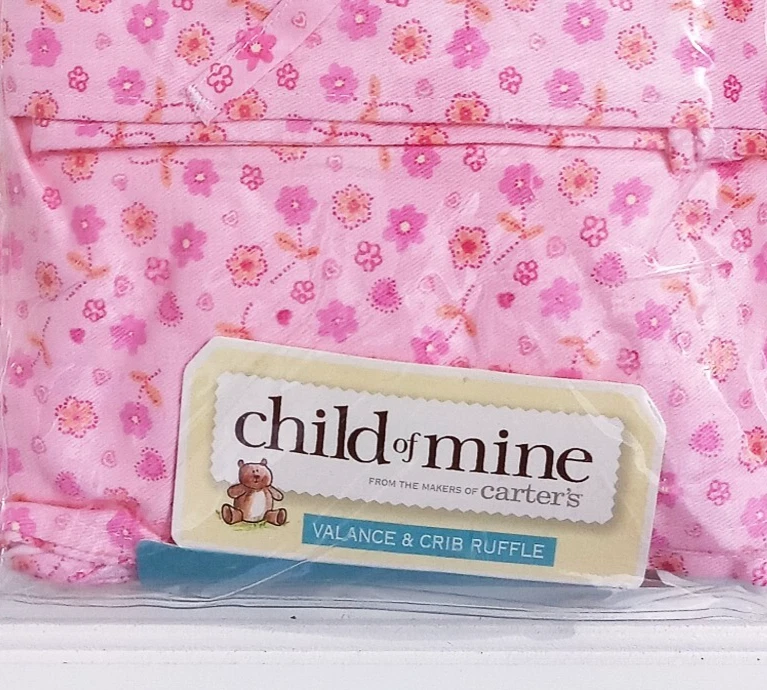 child of mine
FROM THE MAKERS OF carter's
VALANCE & CRIB RUFFLE